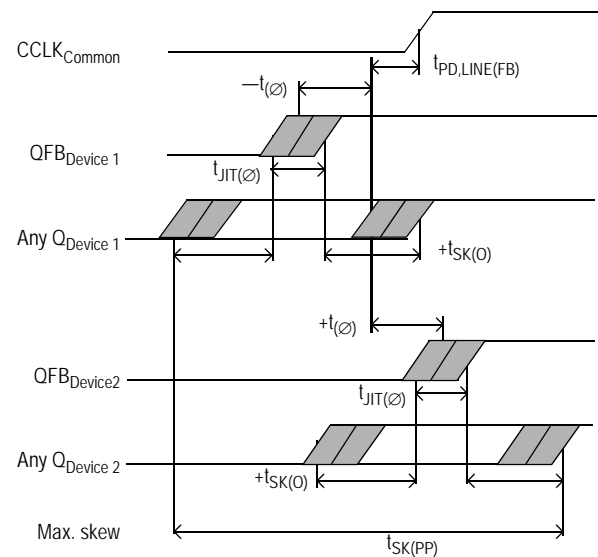 CCLK_Common
t_PD,LINE(FB)
—t_(∅)
QFB_Device 1
t_JIT(∅)
Any Q_Device 1
+t_SK(O)
+t_(∅)
QFB_Device2
t_JIT(∅)
Any Q_Device 2
+t_SK(O)
Max. skew
t_SK(PP)